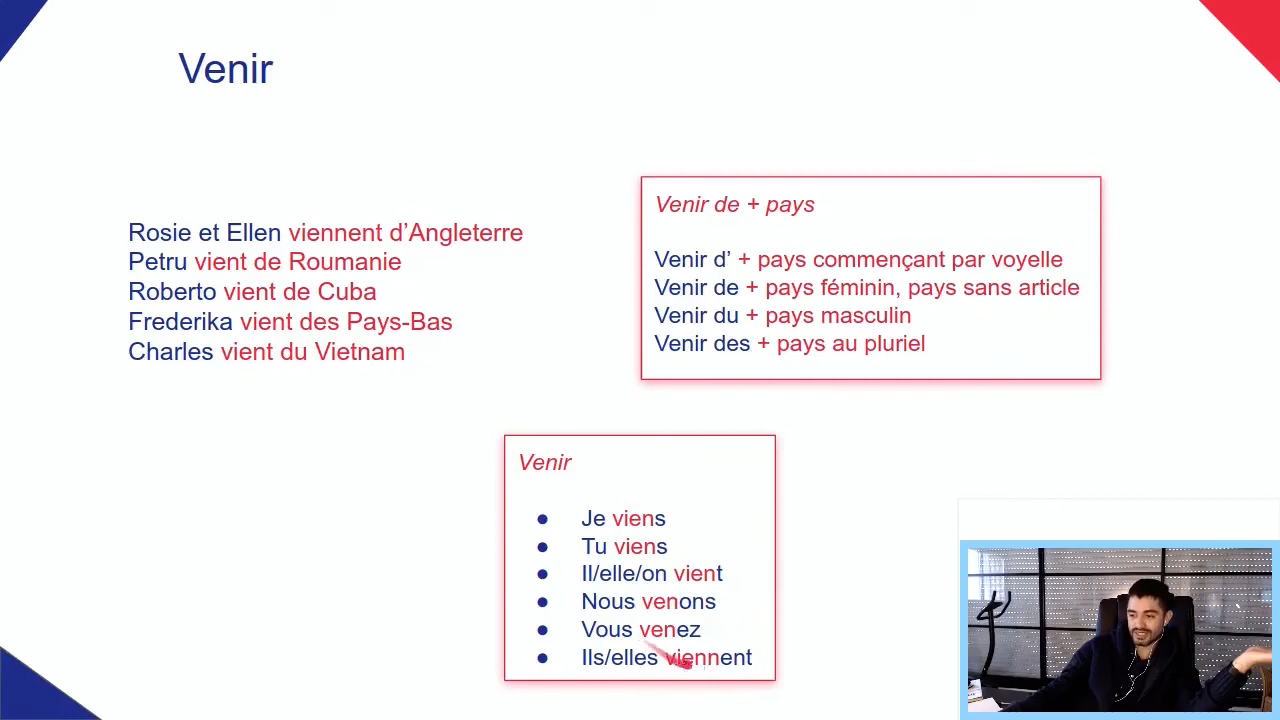 Venir
Rosie et Ellen viennent d’Angleterre
Petru vient de Roumanie
Roberto vient de Cuba
Frederika vient des Pays-Bas
Charles vient du Vietnam
Venir de + pays
Venir d’ + pays commençant par voyelle
Venir de + pays féminin, pays sans article
Venir du + pays masculin
Venir des + pays au pluriel
Venir
● Je viens
● Tu viens
● Il/elle/on vient
● Nous venons
● Vous venez
● Ils/elles viennent